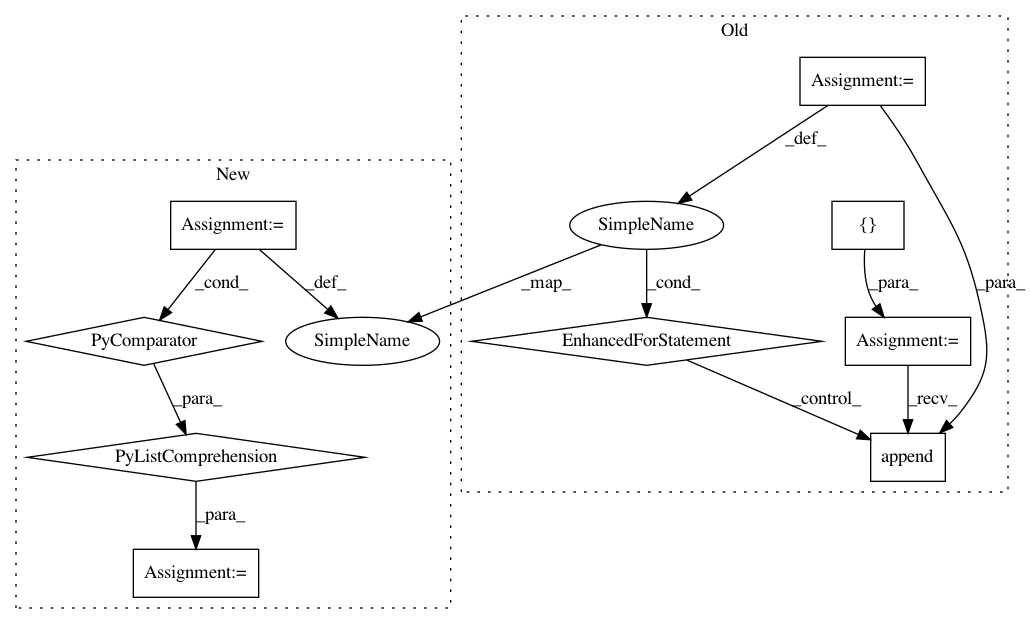 Old
Assignment:=
_def_
New
Assignment:=
SimpleName
{}
_cond_
_def_
_map_
_cond_
_para_
_para_
PyComparator
SimpleName
EnhancedForStatement
Assignment:=
_para_
_control_
_recv_
PyListComprehension
append
_para_
Assignment:=